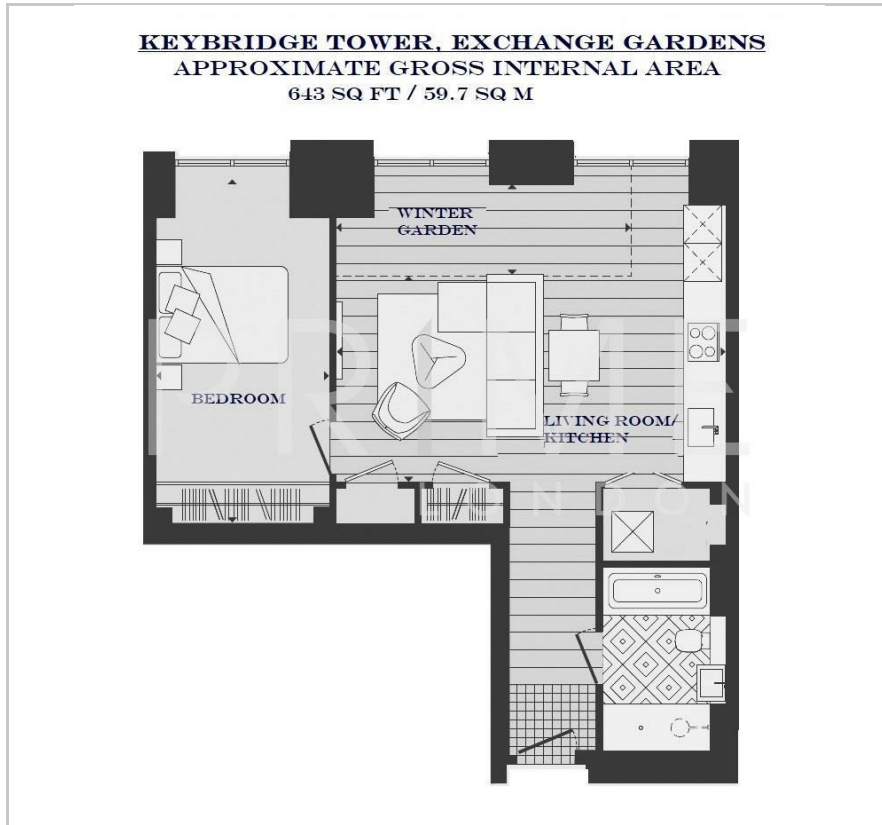 KEYBRIDGE TOWER, EXCHANGE GARDENS
APPROXIMATE GROSS INTERNAL AREA
643 SQ FT / 59.7 SQ M
WINTER
GARDEN
PRIME
BEDROOM
LIVING ROOM/
KITCHEN
LONDON